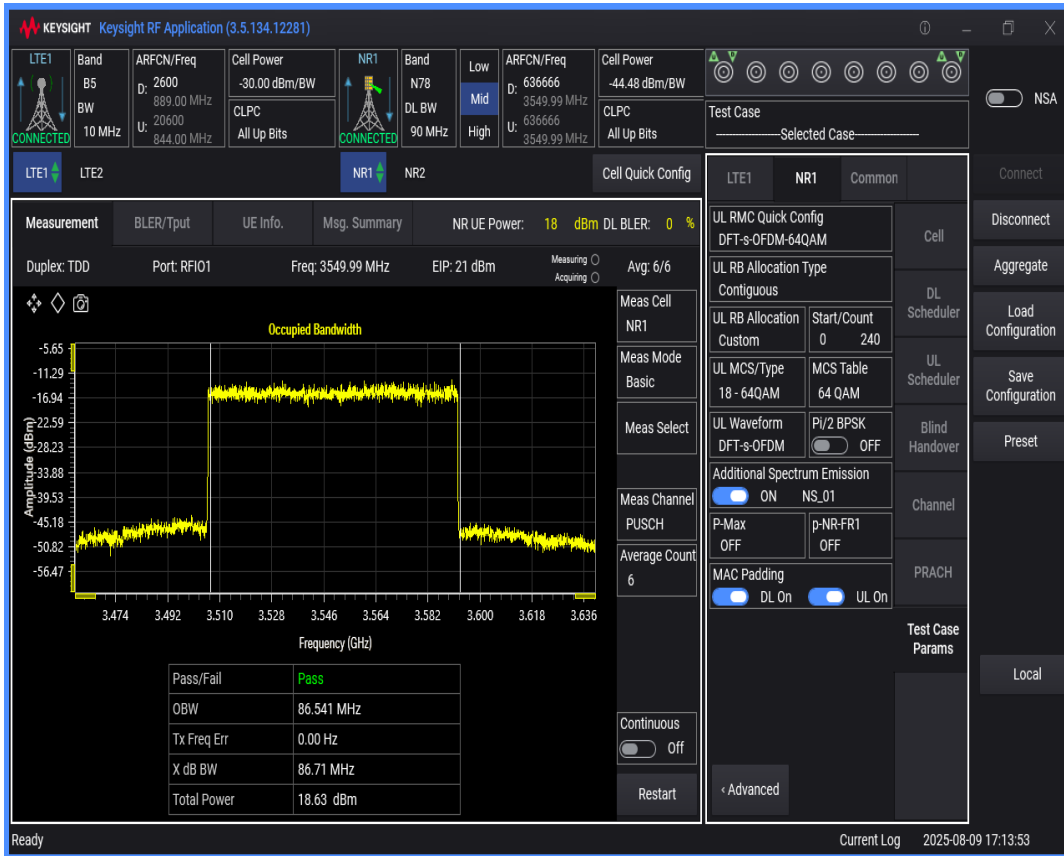 KEYSIGHT Keysight RF Application (3.5.134.12281)
LTE1 Band ARFCN/Freq Cell Power NR1 Band Low ARFCN/Freq Cell Power
B5 D: 2600 -30.00 dBm/BW N78 D: 636666 -44.48 dBm/BW
889.00 MHz 3549.99 MHz
BW U: 20600 CLPC DL BW Mid U: 636666 CLPC
CONNECTED 10 MHz 844.00 MHz All Up Bits CONNECTED 90 MHz High 3549.99 MHz All Up Bits
A B A B
Test Case
Selected Case
NSA
LTE1 LTE2 NR1 NR2 Cell Quick Config
LTE1 NR1 Common
Connect
Measurement BLER/Tput UE Info. Msg. Summary NR UE Power: 18 dBm DL BLER: 0 %
Duplex: TDD Port: RFIO1 Freq: 3549.99 MHz EIP: 21 dBm Measuring Avg: 6/6
Acquiring
Occupied Bandwidth
Amplitude (dBm)
-5.65
-11.29
-16.94
-22.59
-28.23
-33.88
-39.53
-45.18
-50.82
-56.47
3.474 3.492 3.510 3.528 3.546 3.564 3.582 3.600 3.618 3.636
Frequency (GHz)
Pass/Fail Pass
OBW 86.541 MHz
Tx Freq Err 0.00 Hz
X dB BW 86.71 MHz
Total Power 18.63 dBm
Meas Cell
NR1
Meas Mode
Basic
Meas Select
Meas Channel
PUSCH
Average Count
6
Continuous
Off
Restart
UL RMC Quick Config
DFT-s-OFDM-64QAM
UL RB Allocation Type
Contiguous
UL RB Allocation Start/Count
Custom 0 240
UL MCS/Type MCS Table
18 - 64QAM 64 QAM
UL Waveform Pi/2 BPSK
DFT-s-OFDM OFF
Additional Spectrum Emission
ON NS_01
P-Max p-NR-FR1
OFF OFF
MAC Padding
DL On UL On
< Advanced
Cell
DL
Scheduler
UL
Scheduler
Blind
Handover
Channel
PRACH
Test Case
Params
Disconnect
Aggregate
Load
Configuration
Save
Configuration
Preset
Local
Ready Current Log 2025-08-09 17:13:53